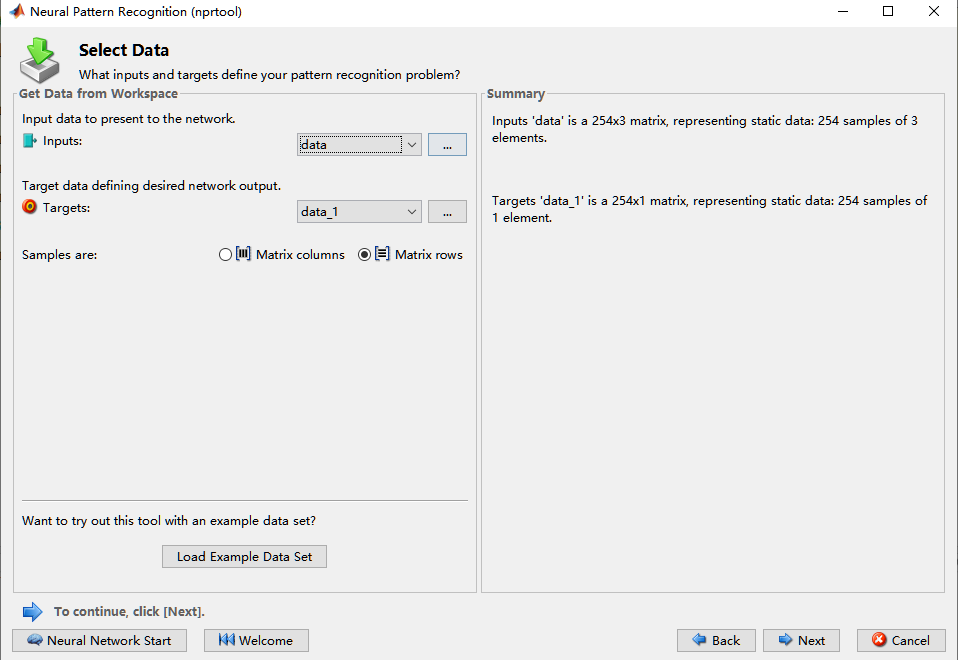 Neural Pattern Recognition (nprtool)
Select Data
What inputs and targets define your pattern recognition problem?
Get Data from Workspace
Input data to present to the network.
Inputs:
data
...
Target data defining desired network output.
Targets:
data_1
...
Samples are:
Matrix columns
Matrix rows
Want to try out this tool with an example data set?
Load Example Data Set
Summary
Inputs 'data' is a 254x3 matrix, representing static data: 254 samples of 3
elements.
Targets 'data_1' is a 254x1 matrix, representing static data: 254 samples of
1 element.
To continue, click [Next].
Neural Network Start
Welcome
Back
Next
Cancel